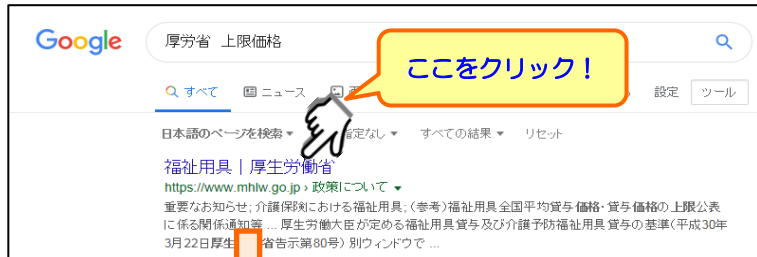 Google
厚労省 上限価格
ここをクリック！
すべて ニュース 設定 ツール
日本語のページを検索 指定なし すべての結果 リセット
福祉用具 | 厚生労働省
https://www.mhlw.go.jp › 政策について
重要なお知らせ; 介護保険における福祉用具; (参考)福祉用具全国平均貸与価格・貸与価格の上限公表
に係る関係通知等 ... 厚生労働大臣が定める福祉用具貸与及び介護予防福祉用具貸与の基準(平成30年
3月22日厚生 省告示第80号) 別ウィンドウで ...